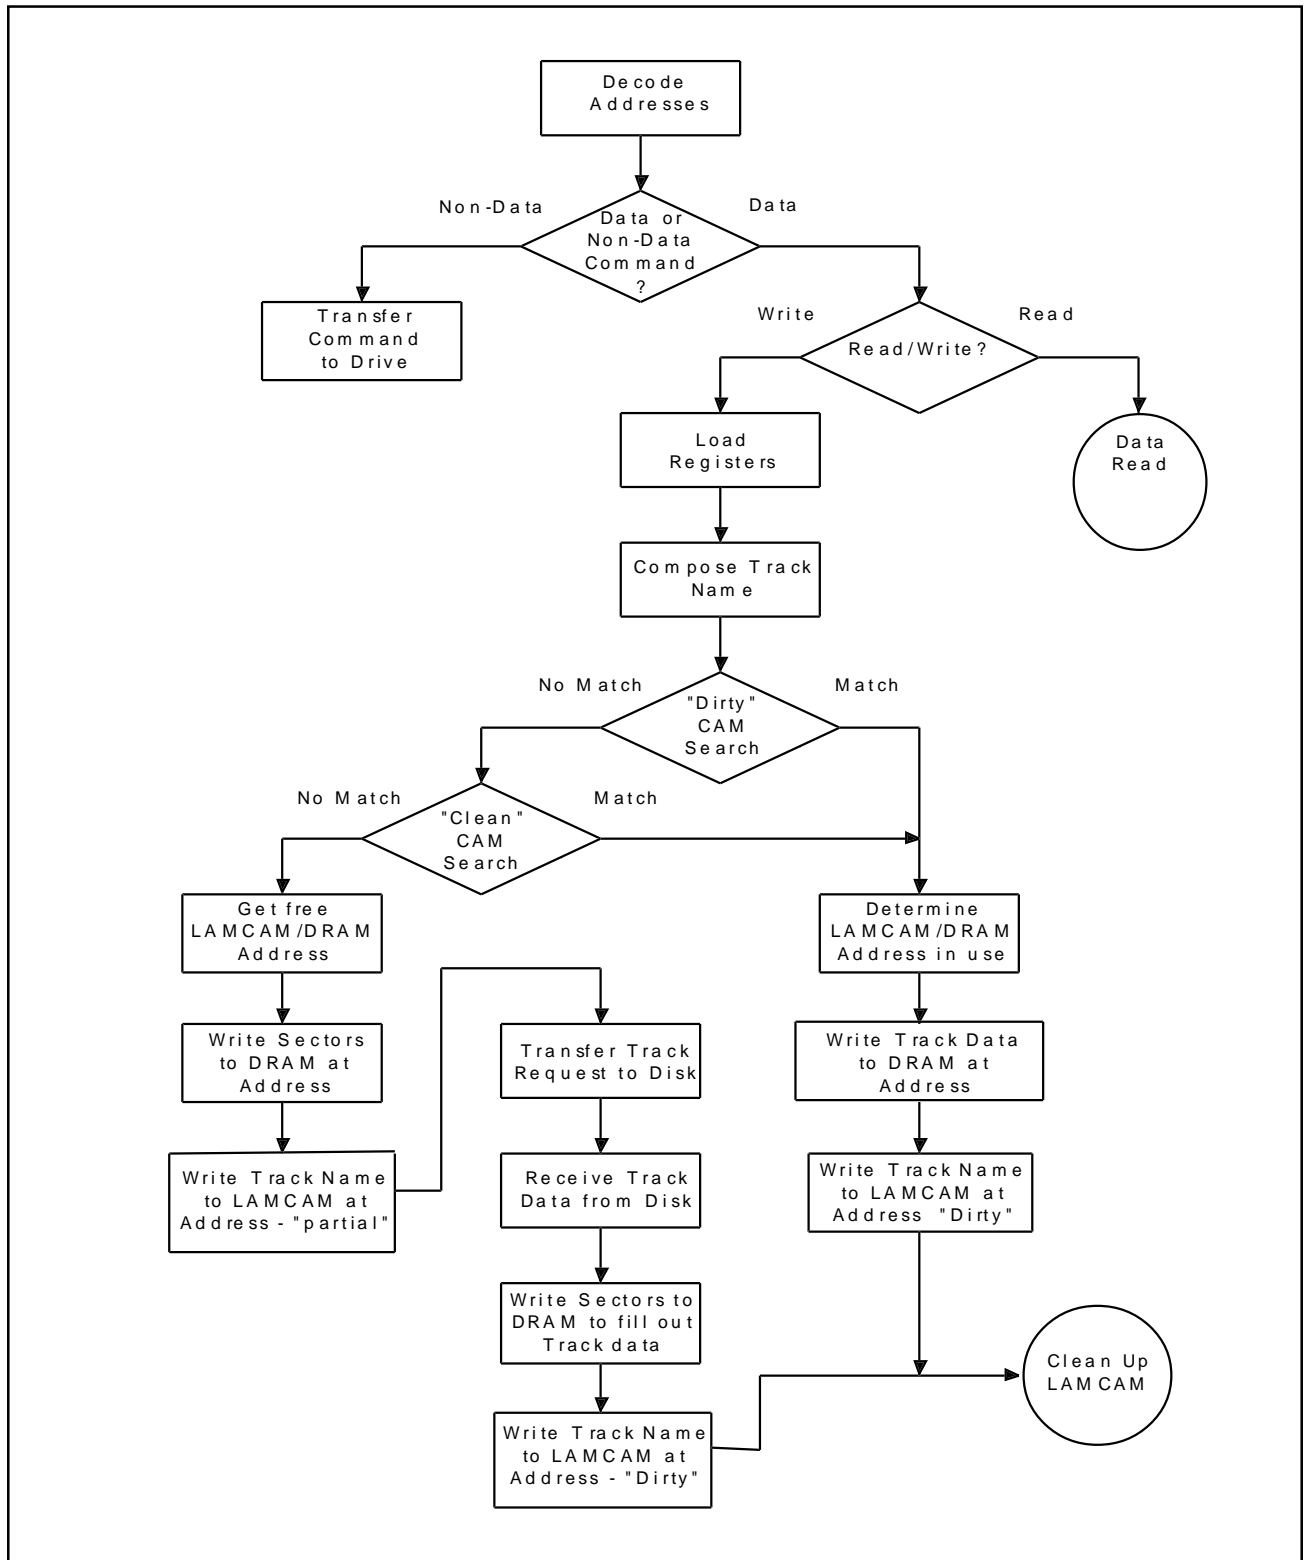 Decode
Addresses
Non-Data
Data
Data or
Non-Data
Command
?
Transfer
Command
to Drive
Write
Read
Read/Write?
Load
Registers
Data
Read
Compose Track
Name
No Match
Match
"Dirty"
CAM
Search
No Match
Match
"Clean"
CAM
Search
Get free
LAMCAM/DRAM
Address
Determine
LAMCAM/DRAM
Address in use
Write Sectors
to DRAM at
Address
Transfer Track
Request to Disk
Write Track Data
to DRAM at
Address
Write Track Name
to LAMCAM at
Address - "partial"
Receive Track
Data from Disk
Write Track Name
to LAMCAM at
Address "Dirty"
Write Sectors to
DRAM to fill out
Track data
Clean Up
LAMCAM
Write Track Name
to LAMCAM at
Address - "Dirty"